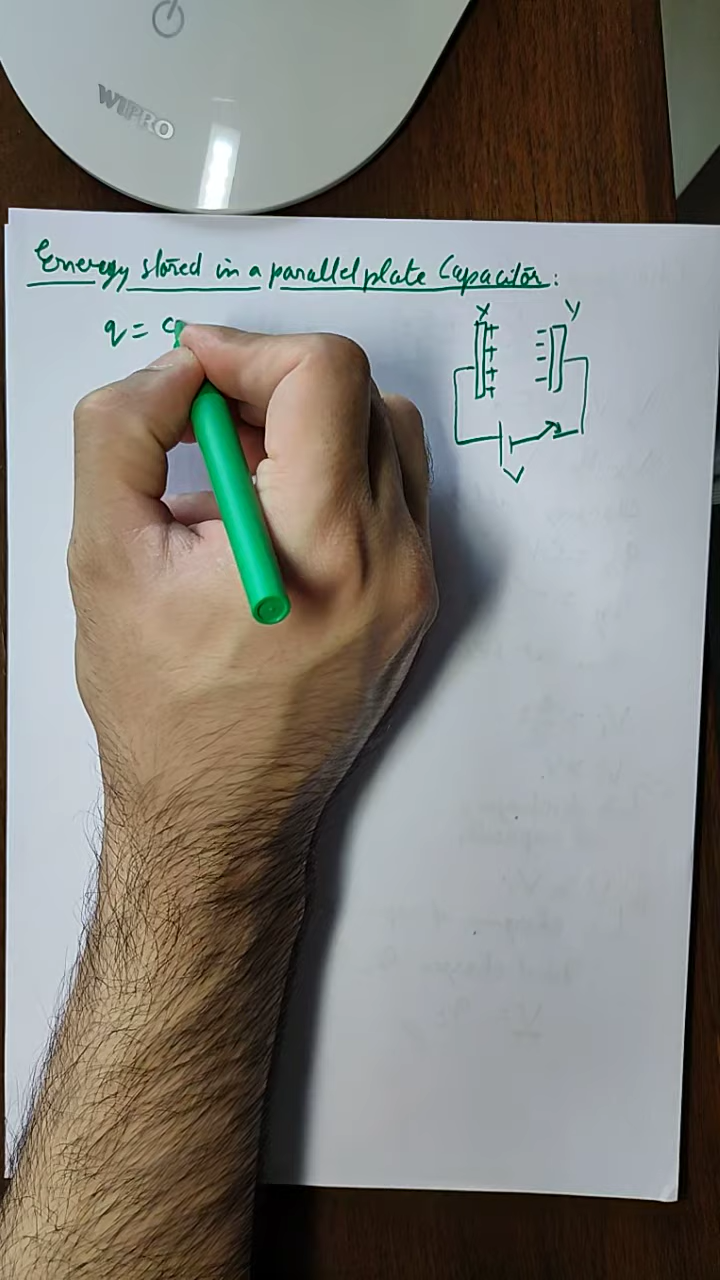 WIPRO
Energy stored in a parallel plate Capacitor:
q =
X Y
+ -
+ -
+ -
+ -
V